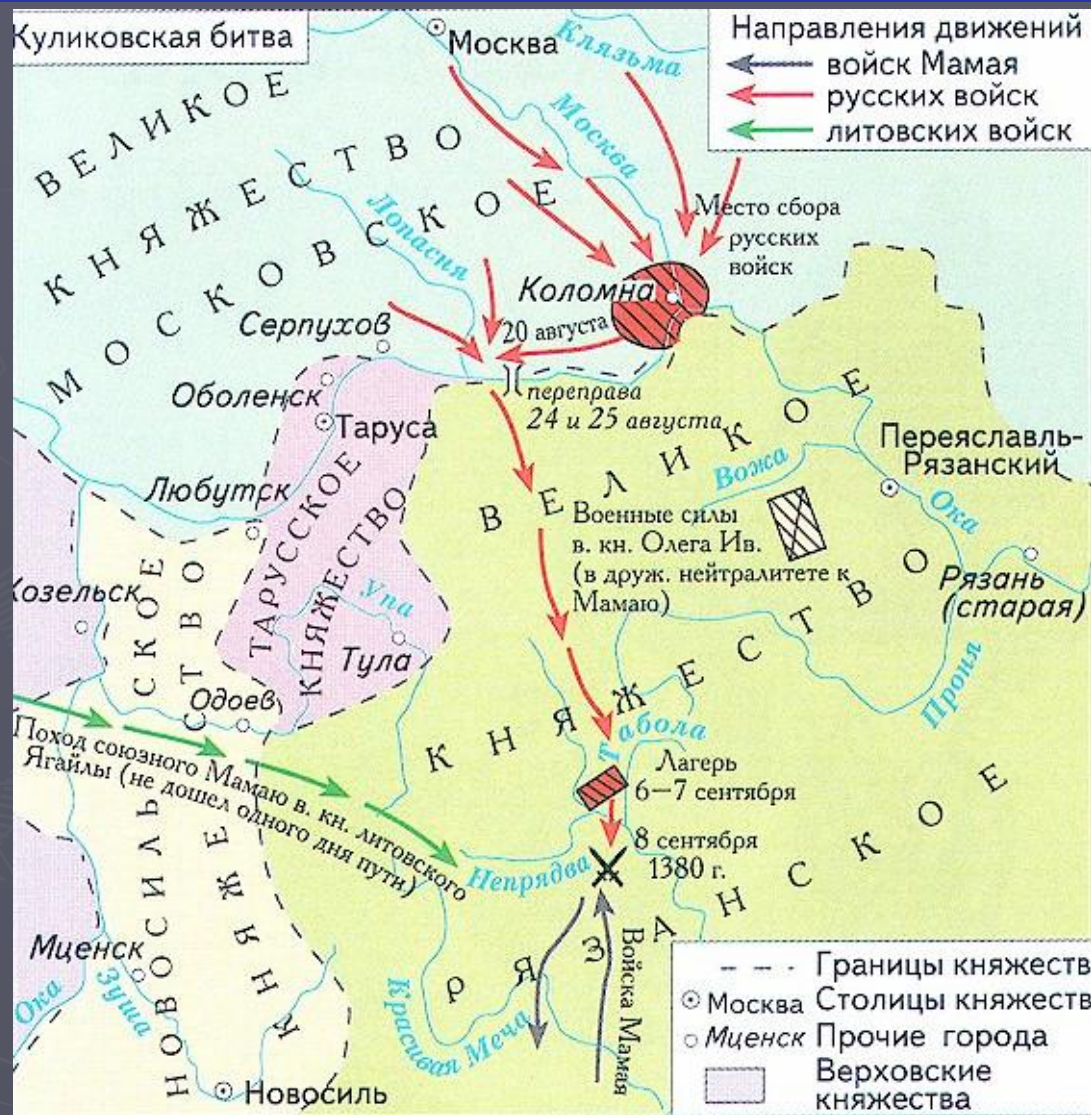 Куликовская битва
Москва
Клязьма
Москва
Направления движений
войск Мамая
русских войск
литовских войск
ВЕЛИКОЕ
КНЯЖЕСТВО
МОСКОВСКОЕ
Лопасня
Место сбора
русских
войск
Коломна
20 августа
Серпухов
Оболенск
Таруса
переправа
24 и 25 августа
Любутск
ТАРУССКОЕ
КНЯЖЕСТВО
ВЕЛИКОЕ
Вожа
Переяславль-
Рязанский
Ока
Военные силы
в. кн. Олега Ив.
(в друж. нейтралитете к
Мамаю)
Рязань
(старая)
Проня
Козельск
Упа
Тула
Одоев
КНЯЖЕСТВО
Табола
Лагерь
6–7 сентября
Поход союзного Мамаю в. кн. литовского
Ягайлы (не дошел одного дня пути)
8 сентября
1380 г.
Непрядва
РЯЗАНСКОЕ
Войска Мамая
Красивая Меча
НОВОСИЛЬСКОЕ
КНЯЖЕСТВО
Мценск
Зуша
Ока
Новосиль
Границы княжеств
Москва Столицы княжеств
Мценск Прочие города
Верховские
княжества